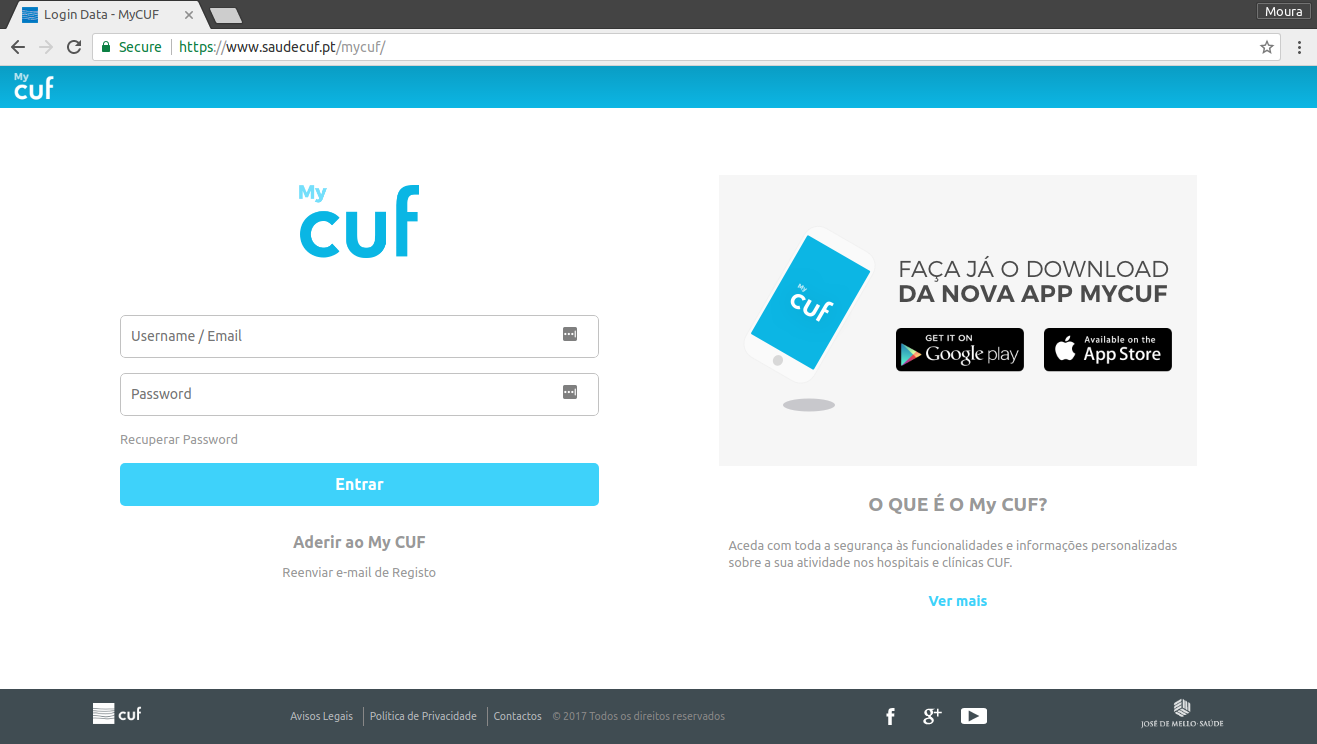 Login Data - MyCUF
Moura
Secure
https://www.saudecuf.pt/mycuf/
My
cuf
My
cuf
Username / Email
Password
Recuperar Password
Entrar
Aderir ao My CUF
Reenviar e-mail de Registo
My
cuf
FAÇA JÁ O DOWNLOAD
DA NOVA APP MYCUF
GET IT ON
Google play
Available on the
App Store
O QUE É O My CUF?
Aceda com toda a segurança às funcionalidades e informações personalizadas
sobre a sua atividade nos hospitais e clínicas CUF.
Ver mais
cuf
Avisos Legais
Política de Privacidade
Contactos
© 2017 Todos os direitos reservados
f
g+
JOSÉ DE MELLO·SAÚDE